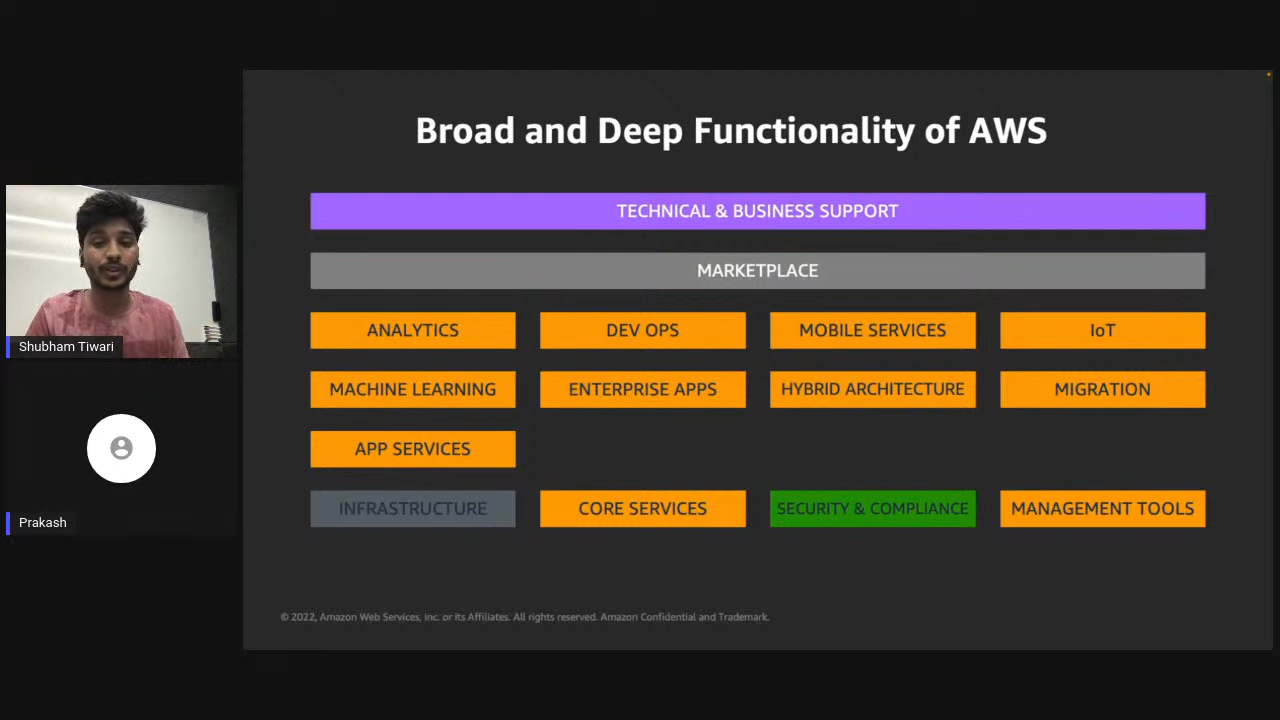 Broad and Deep Functionality of AWS
TECHNICAL & BUSINESS SUPPORT
MARKETPLACE
ANALYTICS
DEV OPS
MOBILE SERVICES
IoT
MACHINE LEARNING
ENTERPRISE APPS
HYBRID ARCHITECTURE
MIGRATION
APP SERVICES
INFRASTRUCTURE
CORE SERVICES
SECURITY & COMPLIANCE
MANAGEMENT TOOLS
© 2022, Amazon Web Services, Inc. or its Affiliates. All rights reserved. Amazon Confidential and Trademark.
Shubham Tiwari
Prakash